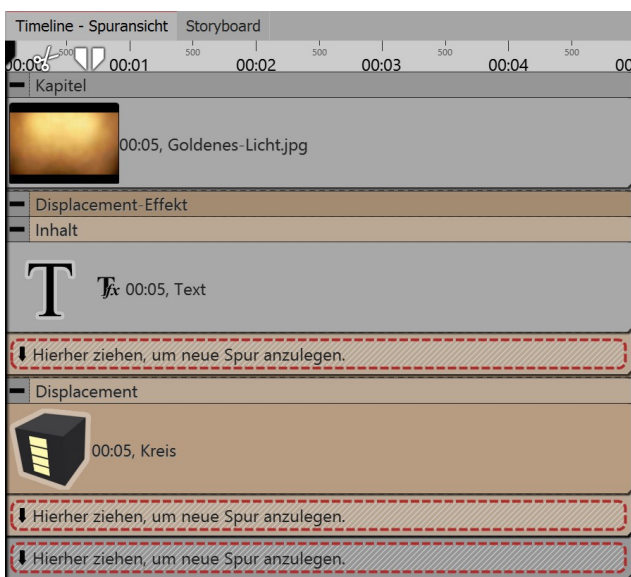 Timeline - Spuransicht Storyboard
500 500 500 500 500
00:00 00:01 00:02 00:03 00:04 00
Kapitel
00:05, Goldenes-Licht.jpg
Displacement-Effekt
Inhalt
T Tfx 00:05, Text
Hierher ziehen, um neue Spur anzulegen.
Displacement
00:05, Kreis
Hierher ziehen, um neue Spur anzulegen.
Hierher ziehen, um neue Spur anzulegen.